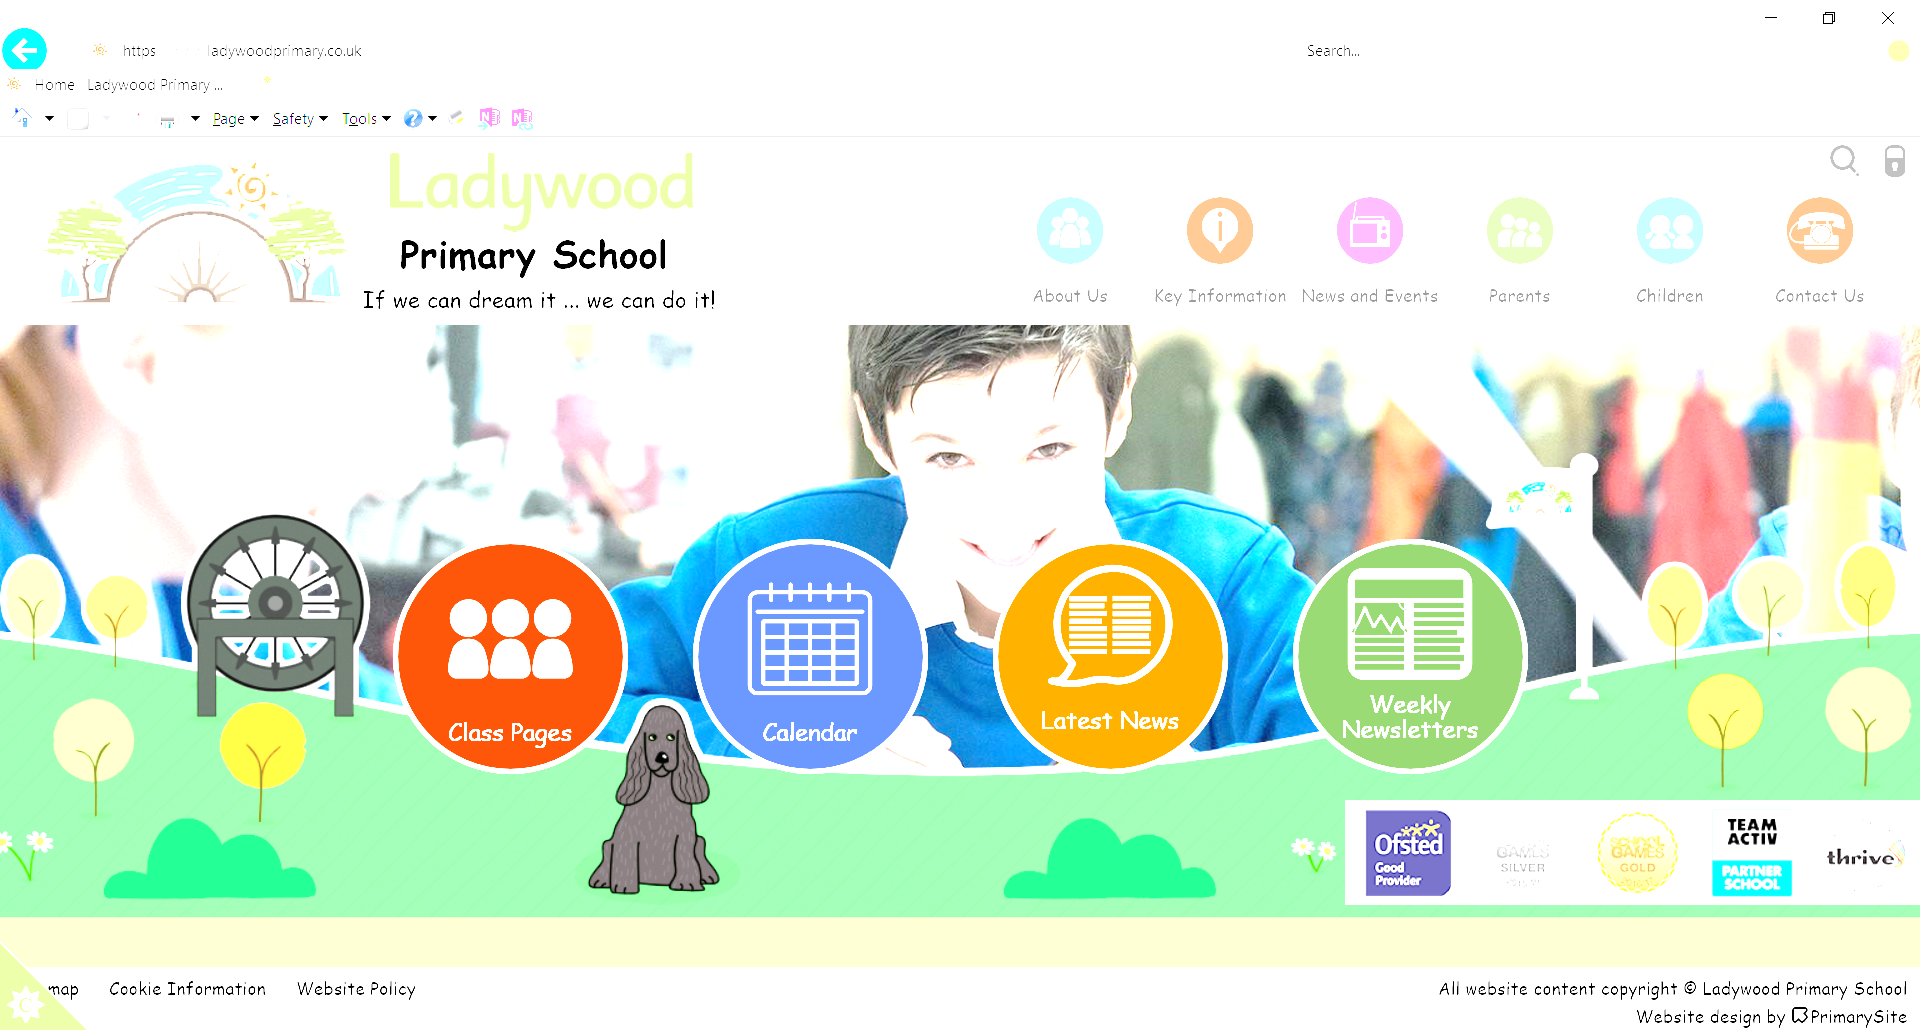 https ladywoodprimary.co.uk
Search...
Home Ladywood Primary ...
Page Safety Tools
Ladywood
Primary School
If we can dream it ... we can do it!
About Us Key Information News and Events Parents Children Contact Us
Class Pages
Calendar
Latest News
Weekly
Newsletters
Ofsted
Good
Provider
GAMES
SILVER
SCHOOL
GAMES
GOLD
TEAM
ACTIV
PARTNER
SCHOOL
thrive
map Cookie Information Website Policy
All website content copyright © Ladywood Primary School
Website design by PrimarySite